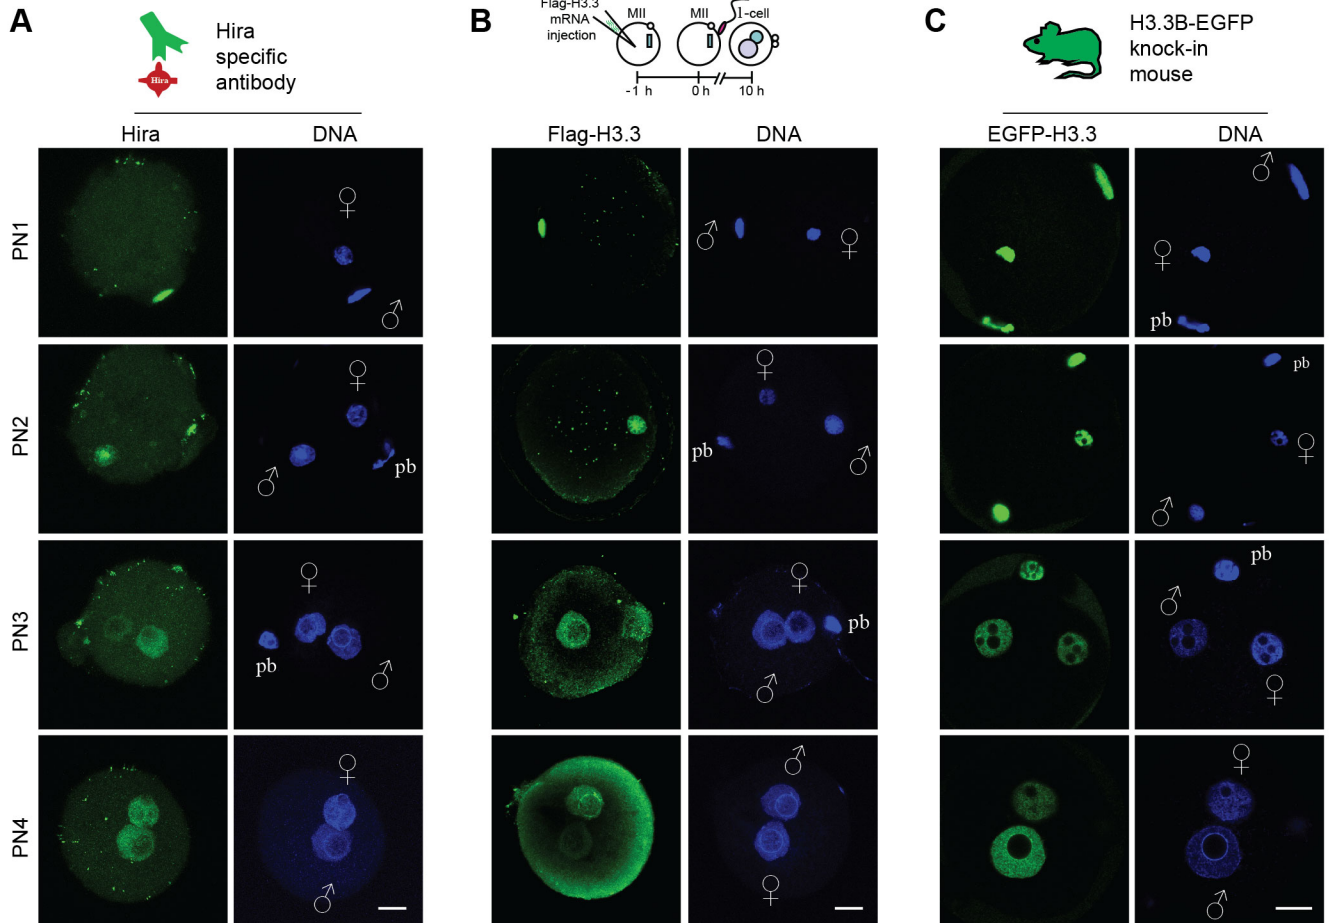 A
Hira
specific
antibody
Hira
Hira
DNA
PN1
♀
♂
PN2
♀
♂
pb
PN3
♀
pb
♂
PN4
♀
♂
B
Flag-H3.3
mRNA
injection
MII
MII
1-cell
-1 h
0 h
10 h
Flag-H3.3
DNA
♂
♀
♀
pb
♂
♀
pb
♂
♂
♀
C
H3.3B-EGFP
knock-in
mouse
EGFP-H3.3
DNA
♂
♀
pb
pb
♀
♂
pb
♂
♀
♀
♂